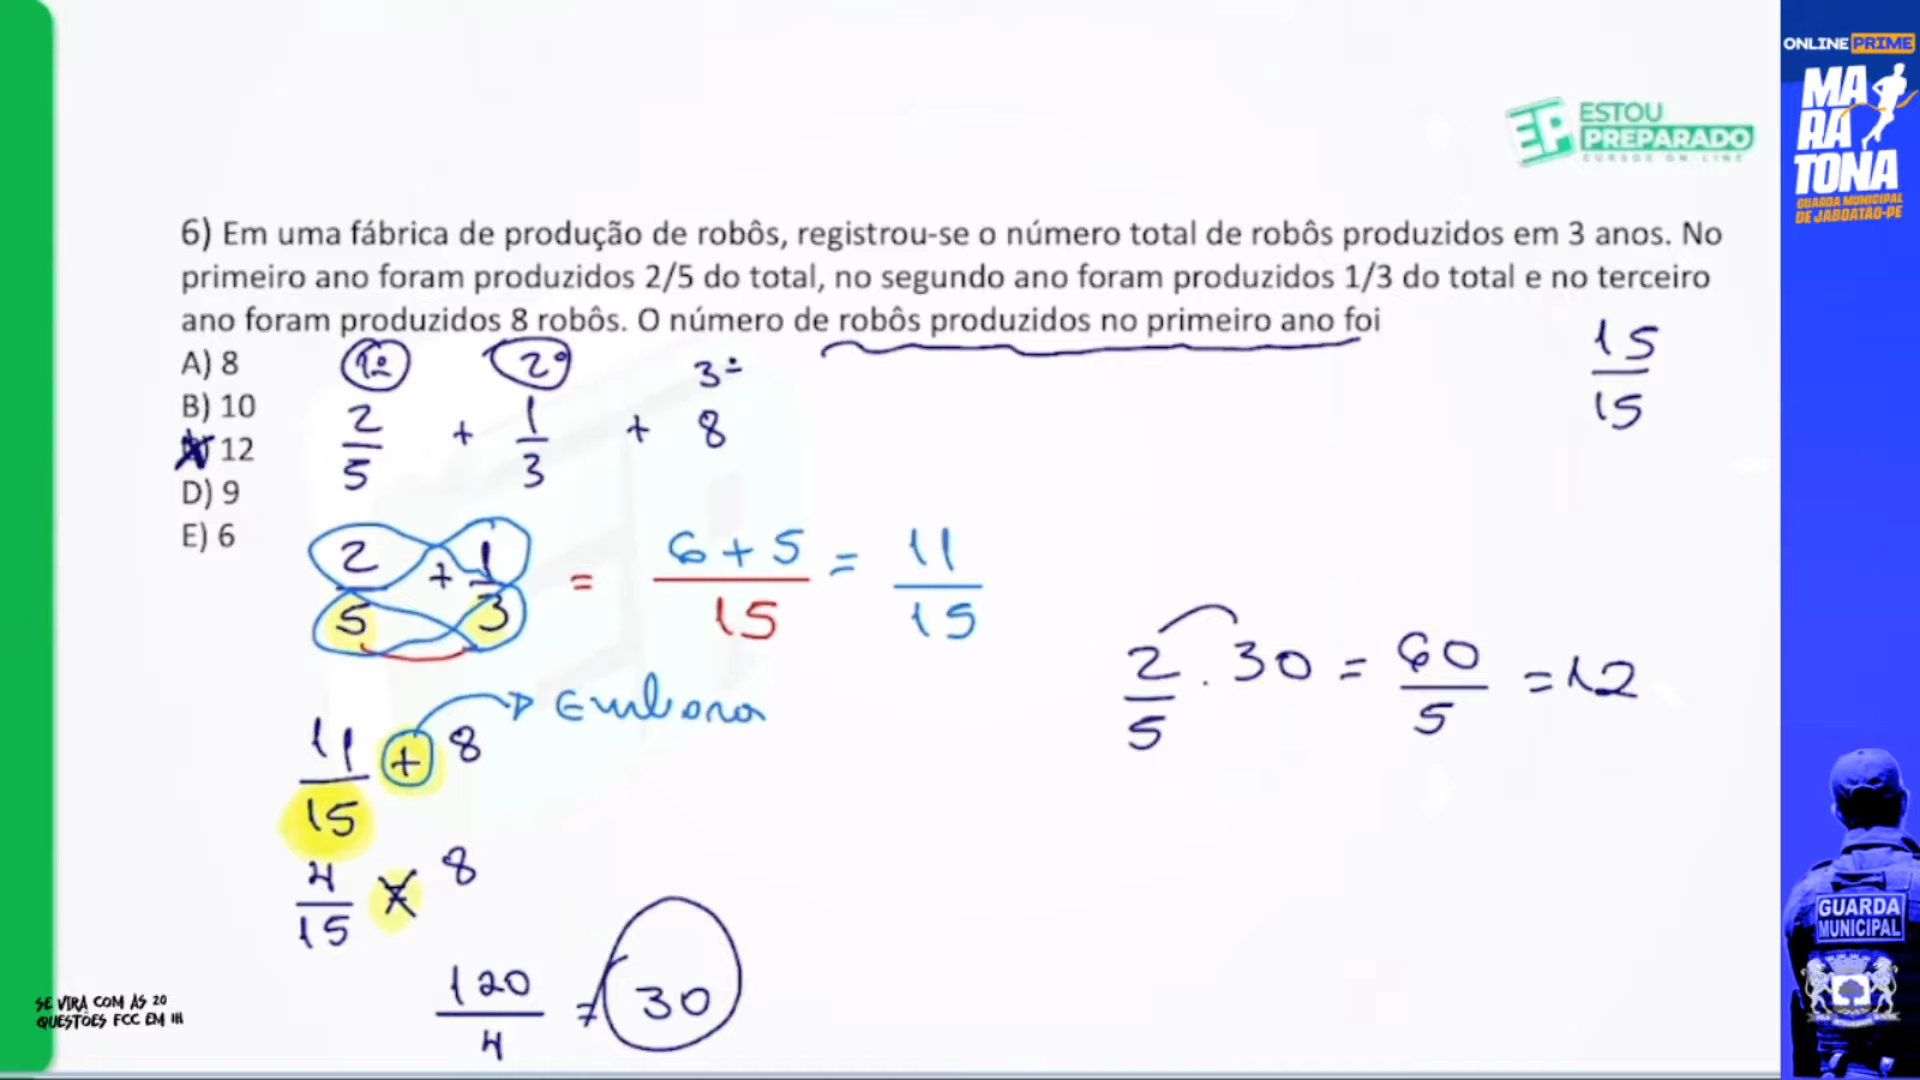 ONLINE PRIME
MA
RA
TONA
GUARDA MUNICIPAL
DE JABOATÃO-PE
EP ESTOU
PREPARADO
CURSOS ON-LINE
6) Em uma fábrica de produção de robôs, registrou-se o número total de robôs produzidos em 3 anos. No
primeiro ano foram produzidos 2/5 do total, no segundo ano foram produzidos 1/3 do total e no terceiro
ano foram produzidos 8 robôs. O número de robôs produzidos no primeiro ano foi
A) 8
B) 10
12
D) 9
E) 6
1º 2º 3º
2/5 + 1/3 + 8
15/15
2/5 + 1/3 = 6+5/15 = 11/15
2/5 . 30 = 60/5 = 12
11/15 + 8 → Embora
4/15 x 8
120/4 = 30
SE VIRA COM AS 20
QUESTÕES FCC EM 1H
GUARDA
MUNICIPAL